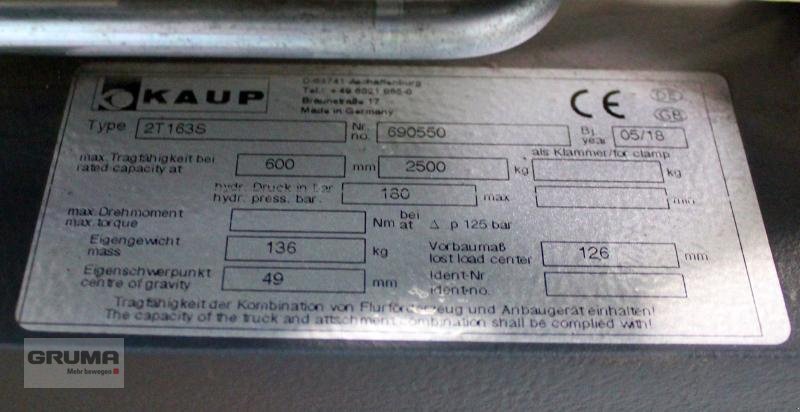 KAUP
D-63741 Aschaffenburg
Tel.: +49 6021 865-0
Braunstraße 17
Made in Germany
CE
DE
GB
Type 2T163S
Nr. no. 690550
Bj. year 05/18
max. Tragfähigkeit bei
rated capacity at 600 mm 2500 kg
als Klammer/for clamp
kg
hydr. Druck in bar
hydr. press. bar. 180 max
min
max. Drehmoment
max. torque Nm bei at Δ p 125 bar
Eigengewicht
mass 136 kg
Vorbaumaß
lost load center 126 mm
Eigenschwerpunkt
centre of gravity 49 mm
Ident-Nr
ident-no.
Tragfähigkeit der Kombination von Flurförderzeug und Anbaugerät einhalten!
The capacity of the truck and attachment combination shall be complied with!
GRUMA
Mehr bewegen